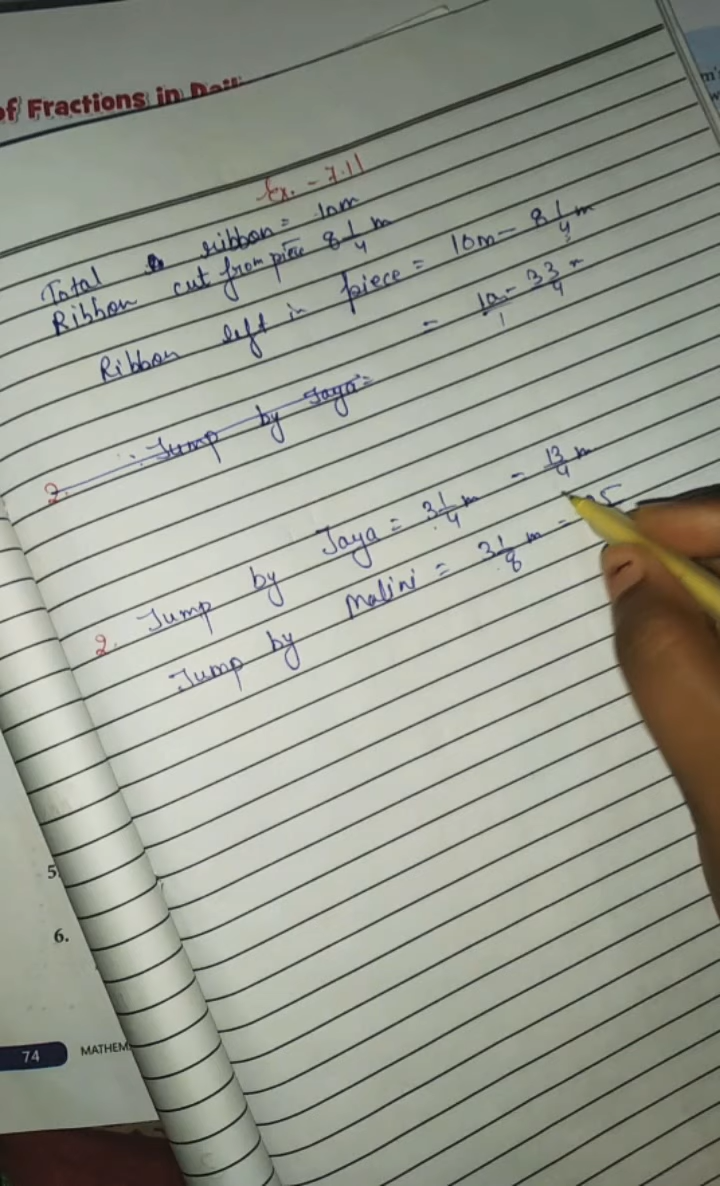 of Fractions in Dail
Ex. - 7.11
Total ribbon = 10m
Ribbon cut from piece 8 1/4 m
Ribbon left in piece = 10m - 8 1/4 m
= 10/1 - 33/4 m
2. Jump by Jaya =
2. Jump by Jaya = 3 1/4 m = 13/4 m
Jump by Malini = 3 1/8 m = 25
5.
6.
74 MATHEM